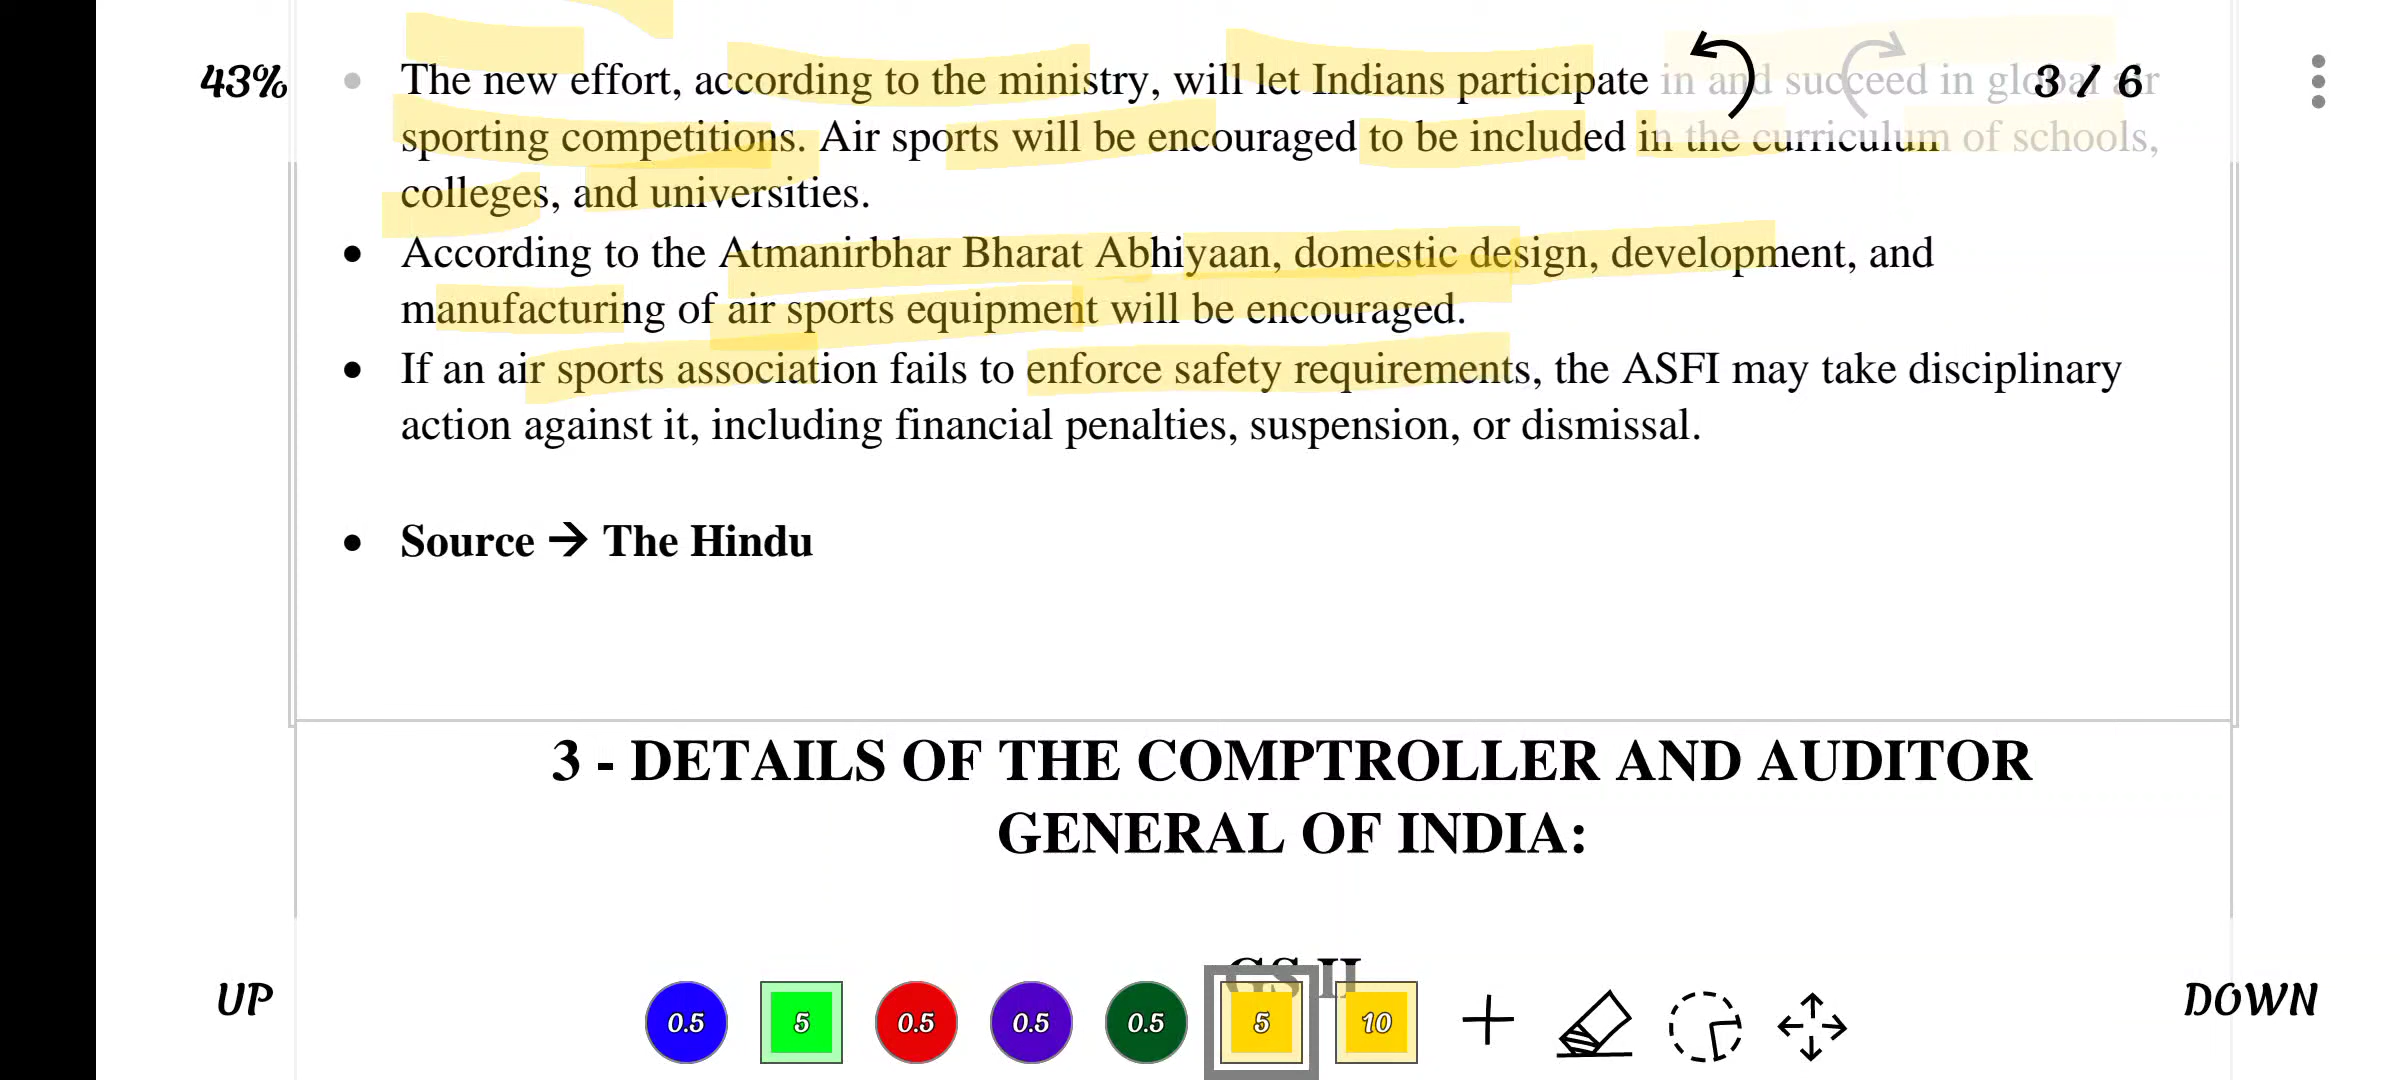 43%
3 / 6
• The new effort, according to the ministry, will let Indians participate in and succeed in global air
sporting competitions. Air sports will be encouraged to be included in the curriculum of schools,
colleges, and universities.
• According to the Atmanirbhar Bharat Abhiyaan, domestic design, development, and
manufacturing of air sports equipment will be encouraged.
• If an air sports association fails to enforce safety requirements, the ASFI may take disciplinary
action against it, including financial penalties, suspension, or dismissal.
• Source → The Hindu
3 - DETAILS OF THE COMPTROLLER AND AUDITOR
GENERAL OF INDIA:
GS II
UP
0.5 5 0.5 0.5 0.5 5 10
DOWN